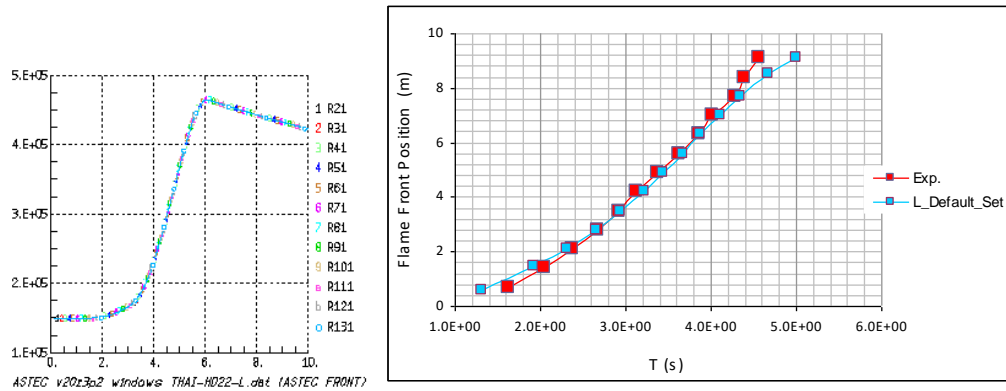 5.E+05
4.E+05
3.E+05
2.E+05
1.E+05
0.
2.
4.
6.
8.
10.
1 R21
2 R31
3 R41
4 R51
5 R61
6 R71
7 R81
8 R91
9 R101
R111
R121
R131
ASTEC v20r3p2 windows THAI-HD22-L.dat (ASTEC FRONT)
Flame Front Position (m)
10
8
6
4
2
0
1.0E+00
2.0E+00
3.0E+00
4.0E+00
5.0E+00
6.0E+00
T (s)
Exp.
L_Default_Set